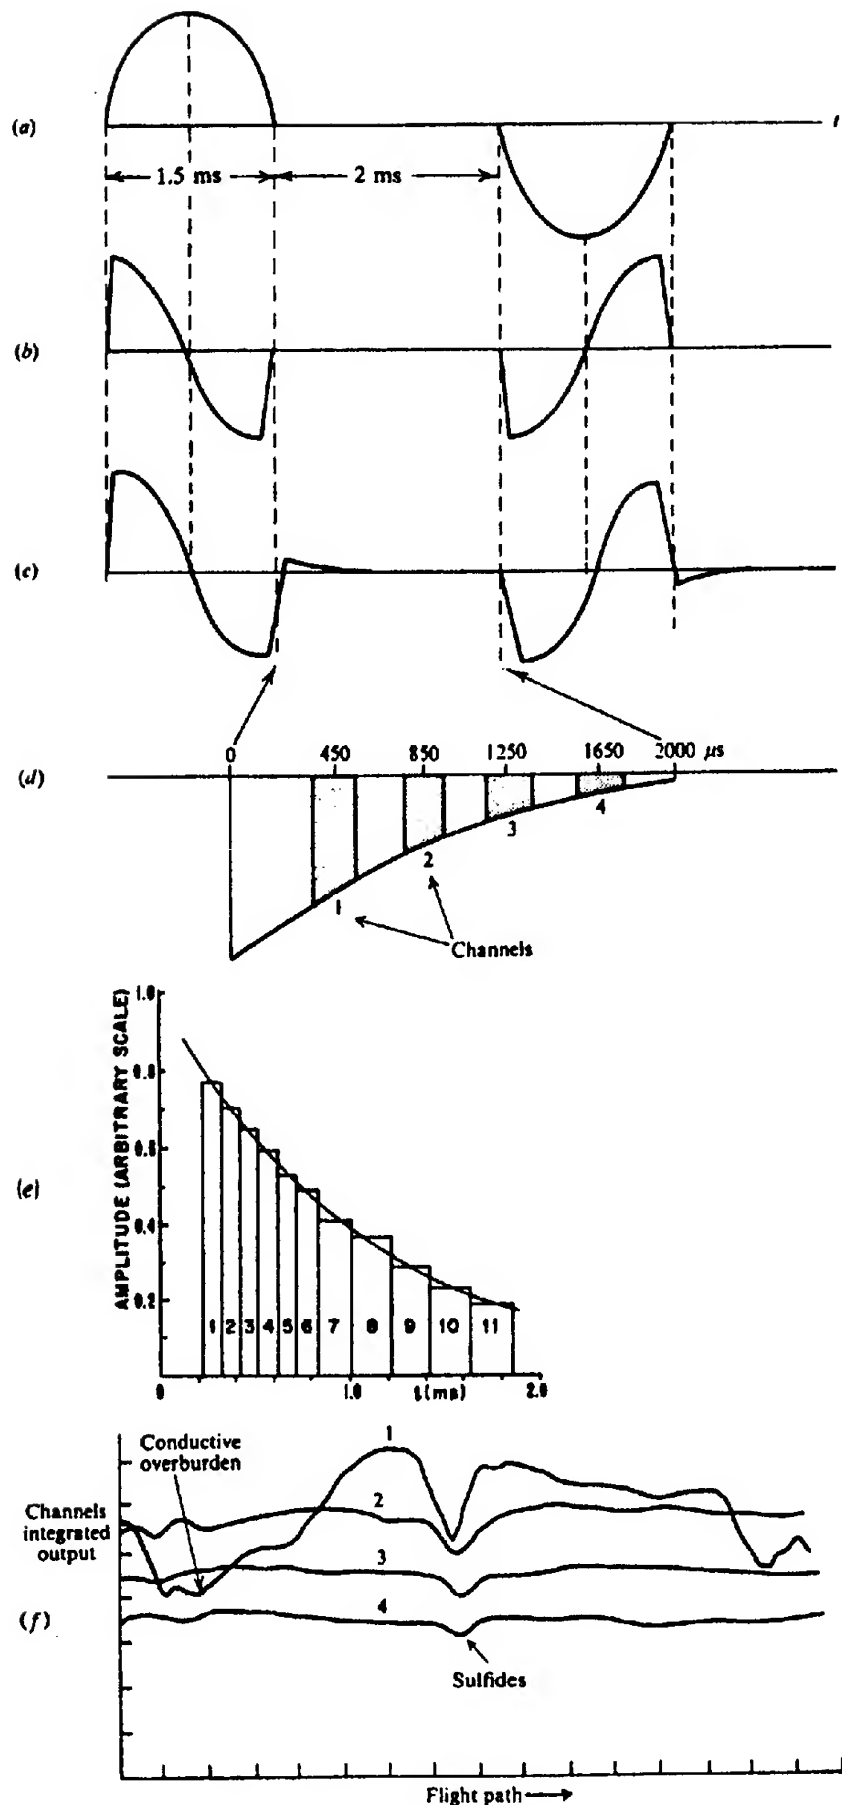 (a)
t
1.5 ms
2 ms
(b)
(c)
0 450 850 1250 1650 2000 μs
(d)
1
2
3
4
Channels
(e)
AMPLITUDE (ARBITRARY SCALE)
1.0
0.8
0.6
0.4
0.2
1 2 3 4 5 6 7 8 9 10 11
0 1.0 t(ms) 2.0
Conductive
overburden
1
Channels
integrated
output
2
3
4
(f)
Sulfides
Flight path